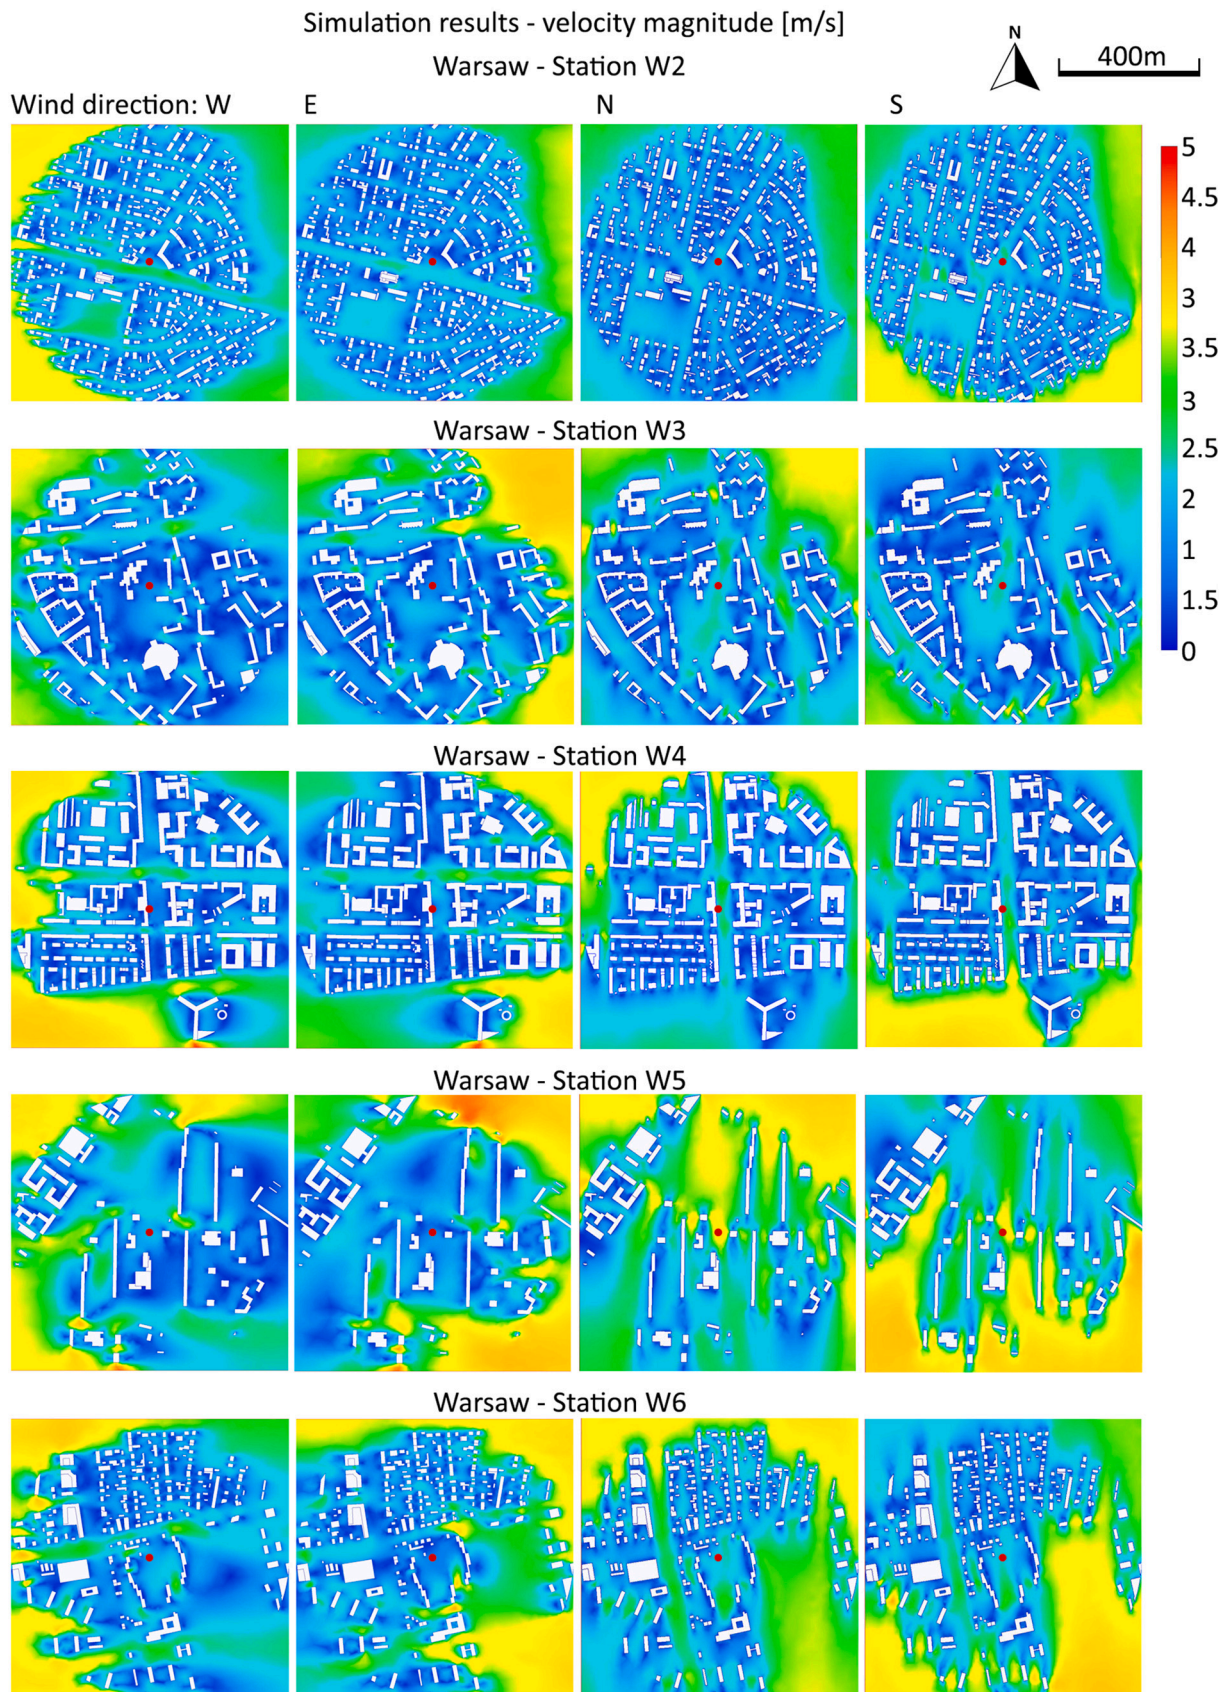 Simulation results - velocity magnitude [m/s]
Warsaw - Station W2
N
400m
Wind direction: W E N S
5
4.5
4
3
3.5
3
2.5
2
1
1.5
0
Warsaw - Station W3
Warsaw - Station W4
Warsaw - Station W5
Warsaw - Station W6